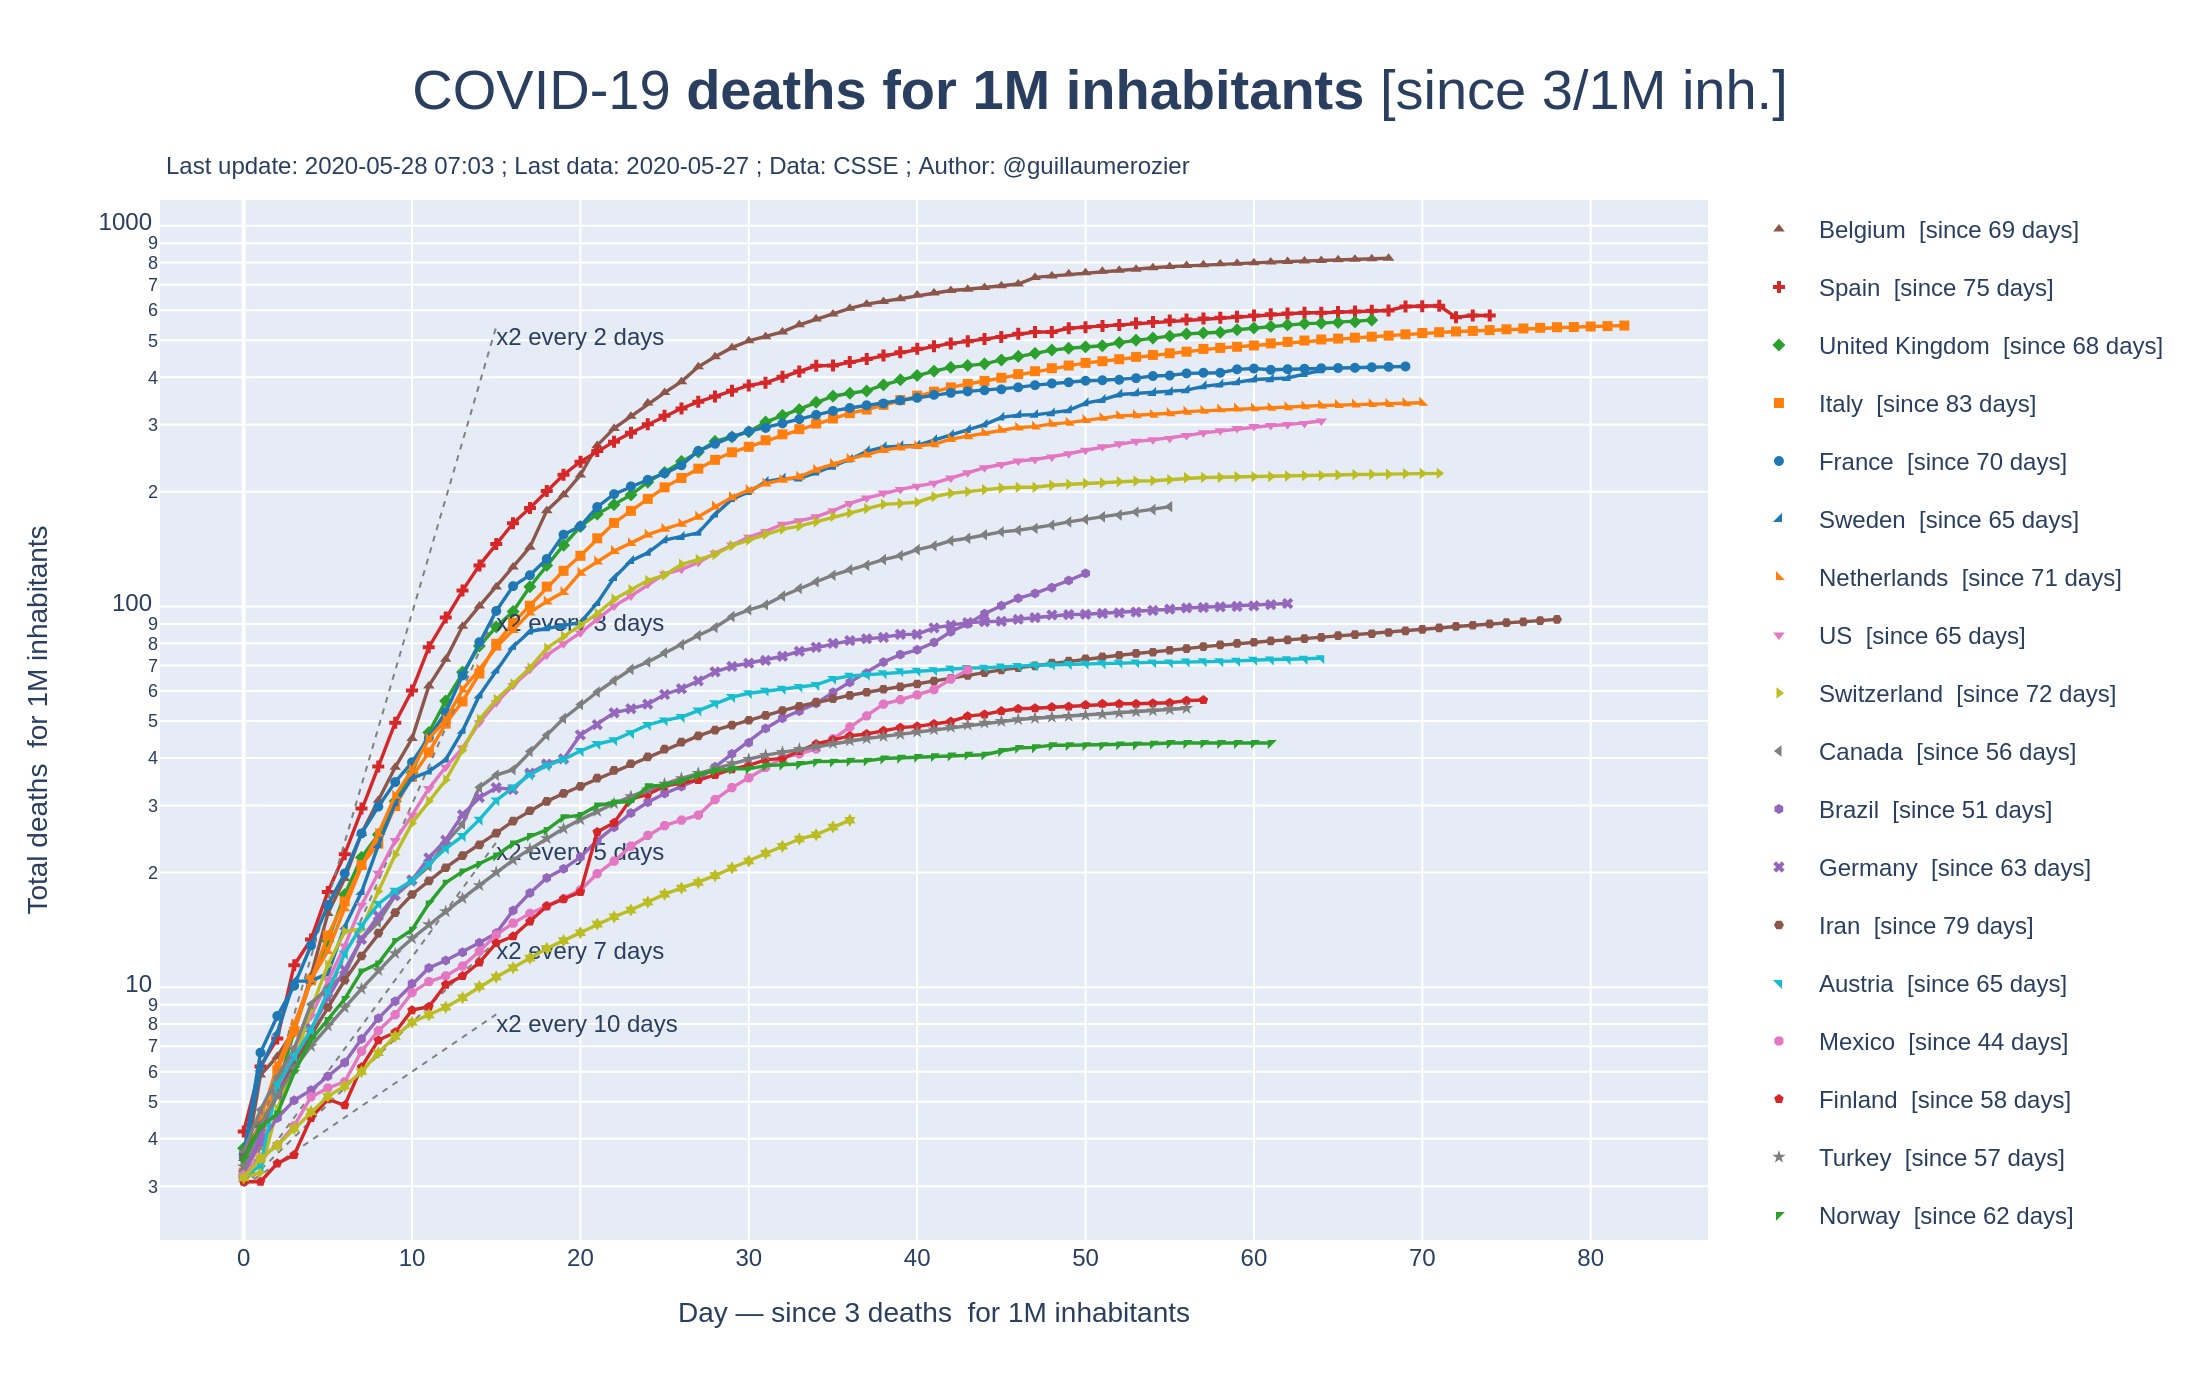 COVID-19 deaths for 1M inhabitants [since 3/1M inh.]
Last update: 2020-05-28 07:03 ; Last data: 2020-05-27 ; Data: CSSE ; Author: @guillaumerozier
Total deaths  for 1M inhabitants
1000
9
8
7
6
5
4
3
2
100
9
8
7
6
5
4
3
2
10
9
8
7
6
5
4
3
x2 every 2 days
x2 every 3 days
x2 every 5 days
x2 every 7 days
x2 every 10 days
0 10 20 30 40 50 60 70 80
Day — since 3 deaths  for 1M inhabitants
Belgium  [since 69 days]
Spain  [since 75 days]
United Kingdom  [since 68 days]
Italy  [since 83 days]
France  [since 70 days]
Sweden  [since 65 days]
Netherlands  [since 71 days]
US  [since 65 days]
Switzerland  [since 72 days]
Canada  [since 56 days]
Brazil  [since 51 days]
Germany  [since 63 days]
Iran  [since 79 days]
Austria  [since 65 days]
Mexico  [since 44 days]
Finland  [since 58 days]
Turkey  [since 57 days]
Norway  [since 62 days]